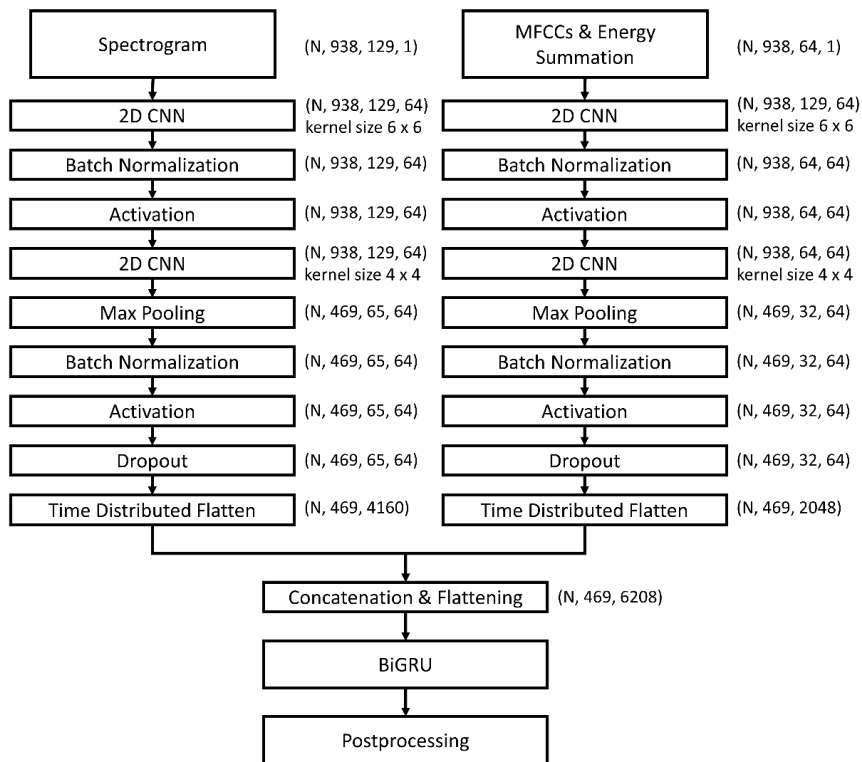 Spectrogram
(N, 938, 129, 1)
2D CNN
(N, 938, 129, 64)
kernel size 6 x 6
Batch Normalization
(N, 938, 129, 64)
Activation
(N, 938, 129, 64)
2D CNN
(N, 938, 129, 64)
kernel size 4 x 4
Max Pooling
(N, 469, 65, 64)
Batch Normalization
(N, 469, 65, 64)
Activation
(N, 469, 65, 64)
Dropout
(N, 469, 65, 64)
Time Distributed Flatten
(N, 469, 4160)
MFCCs & Energy
Summation
(N, 938, 64, 1)
2D CNN
(N, 938, 129, 64)
kernel size 6 x 6
Batch Normalization
(N, 938, 64, 64)
Activation
(N, 938, 64, 64)
2D CNN
(N, 938, 64, 64)
kernel size 4 x 4
Max Pooling
(N, 469, 32, 64)
Batch Normalization
(N, 469, 32, 64)
Activation
(N, 469, 32, 64)
Dropout
(N, 469, 32, 64)
Time Distributed Flatten
(N, 469, 2048)
Concatenation & Flattening
(N, 469, 6208)
BiGRU
Postprocessing